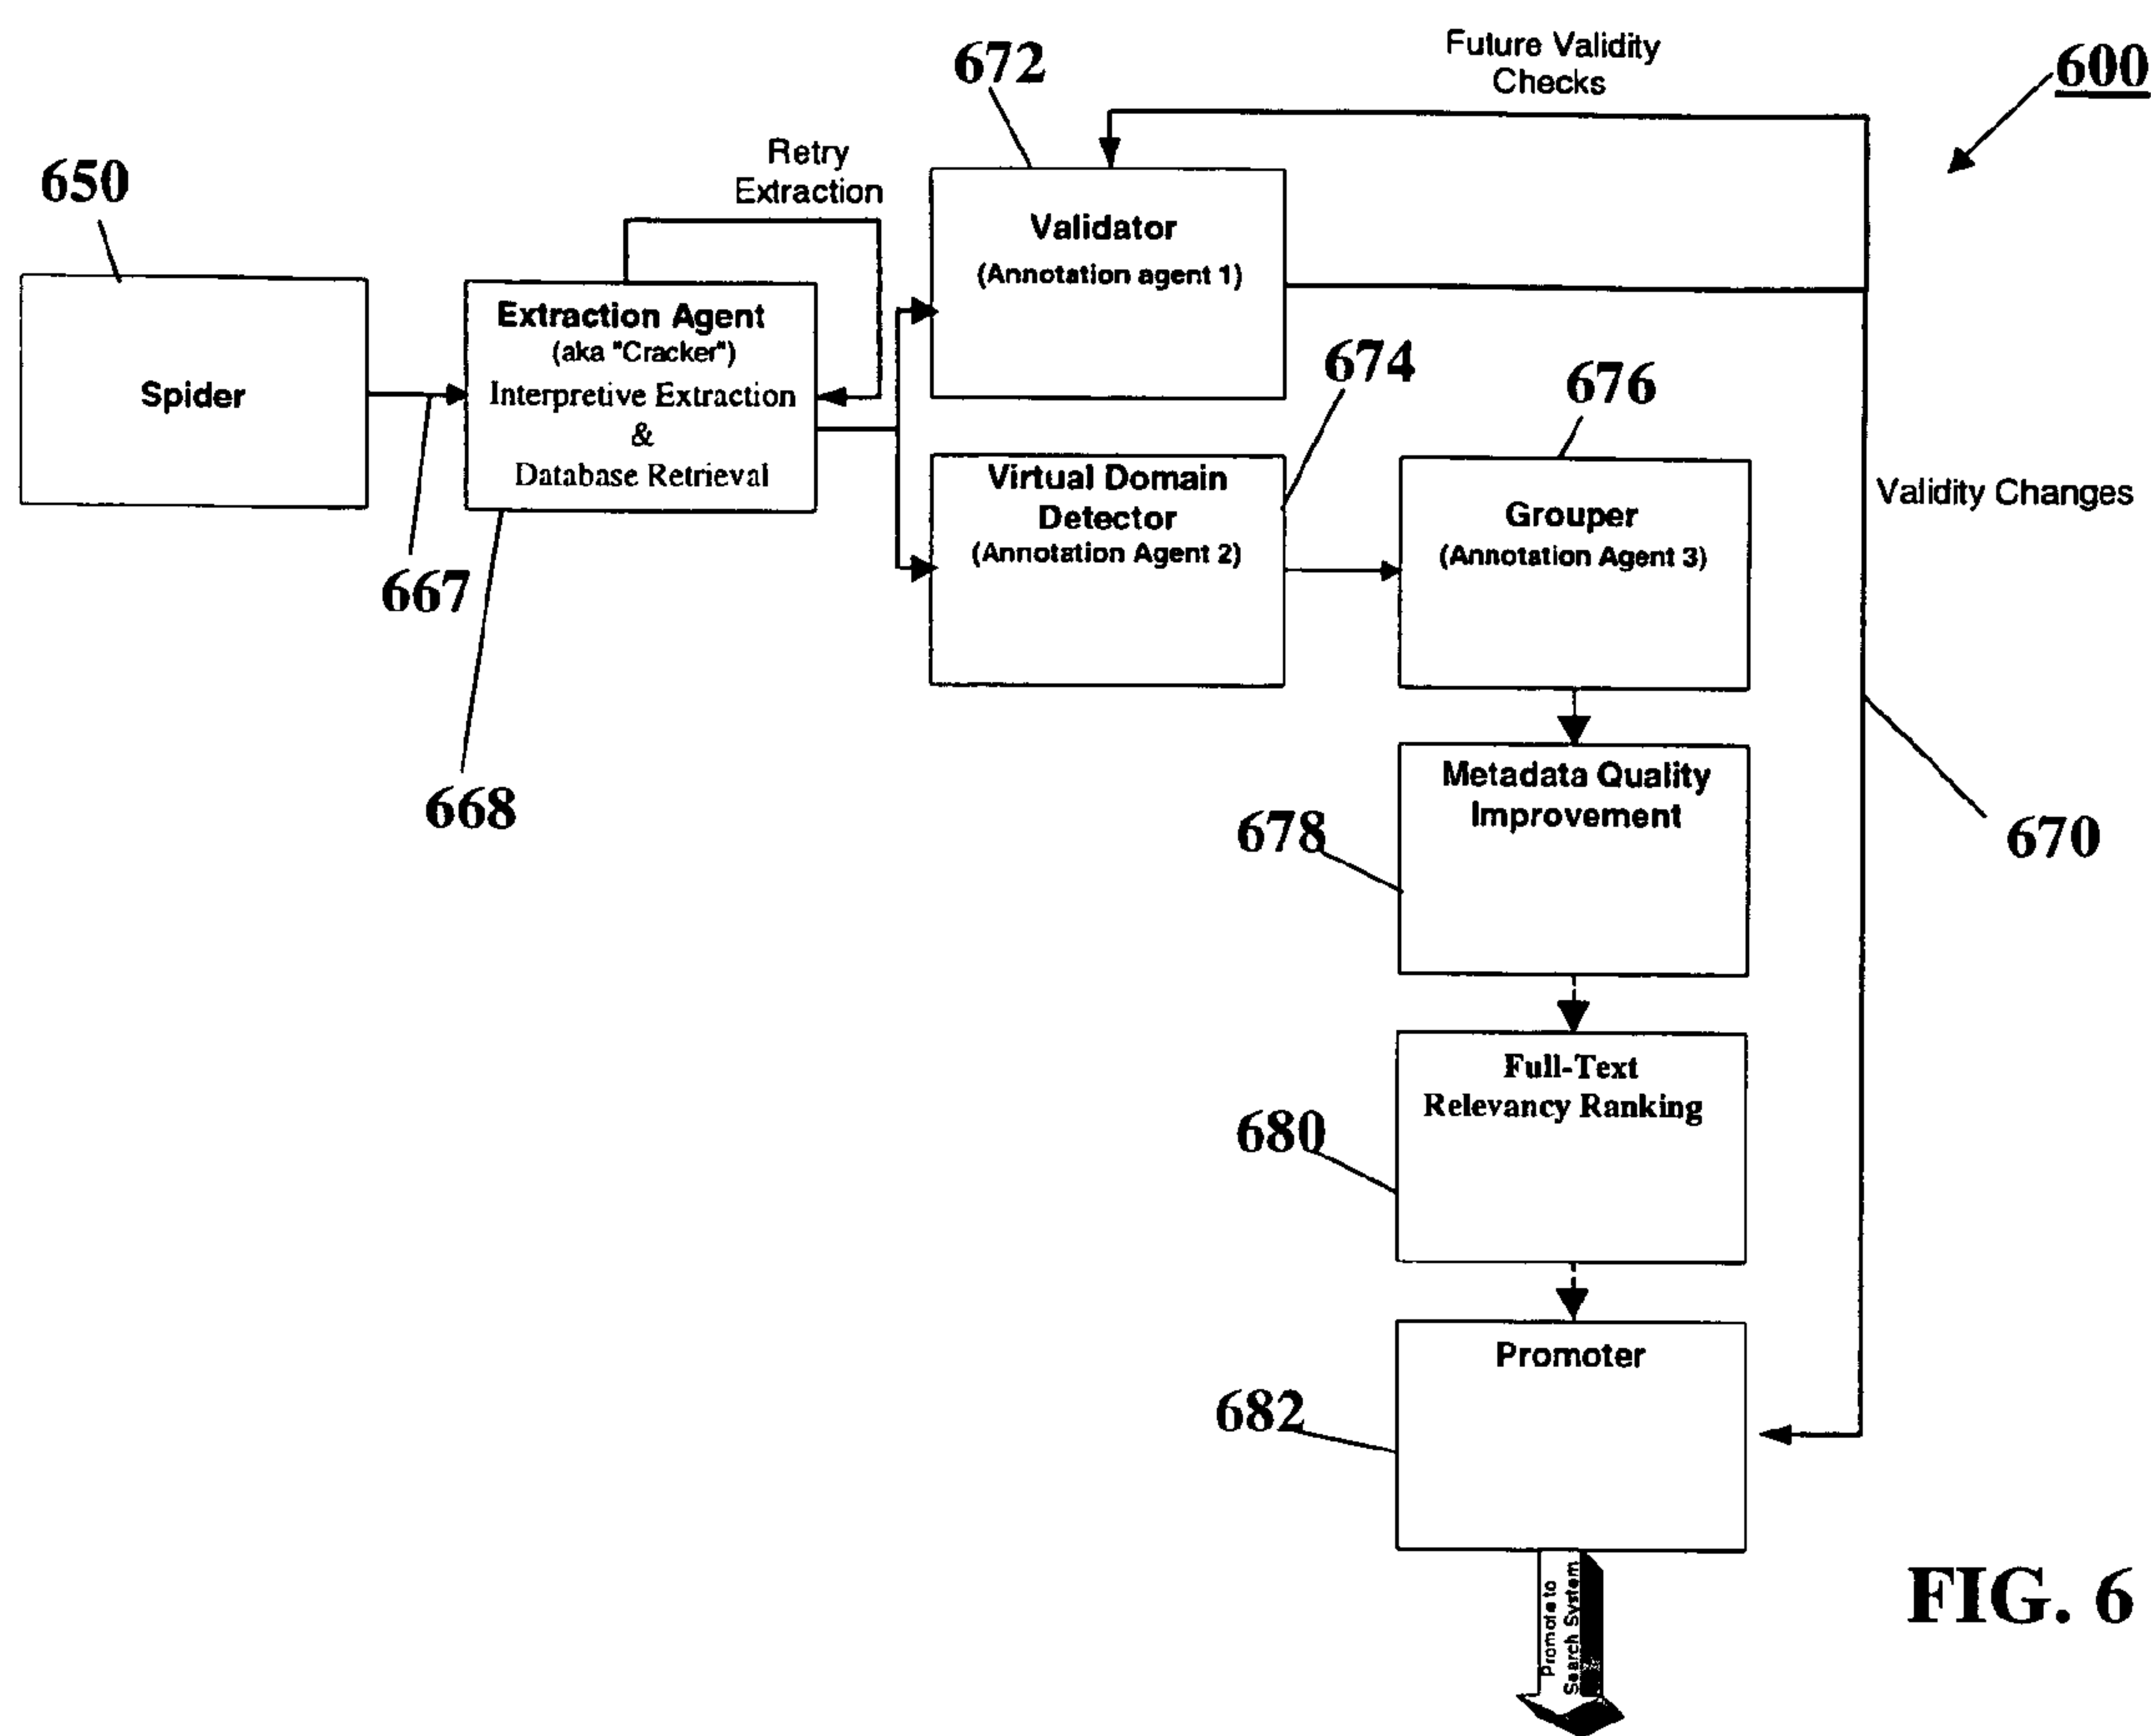 Future Validity
Checks
600
672
Retry
Extraction
650
Validator
(Annotation agent 1)
Extraction Agent
(aka "Cracker")
Interpretive Extraction
&
Database Retrieval
Spider
674
676
Virtual Domain
Detector
(Annotation Agent 2)
Grouper
(Annotation Agent 3)
Validity Changes
667
668
Metadata Quality
Improvement
678
670
Full-Text
Relevancy Ranking
680
Promoter
682
Promote to
Search System
FIG. 6